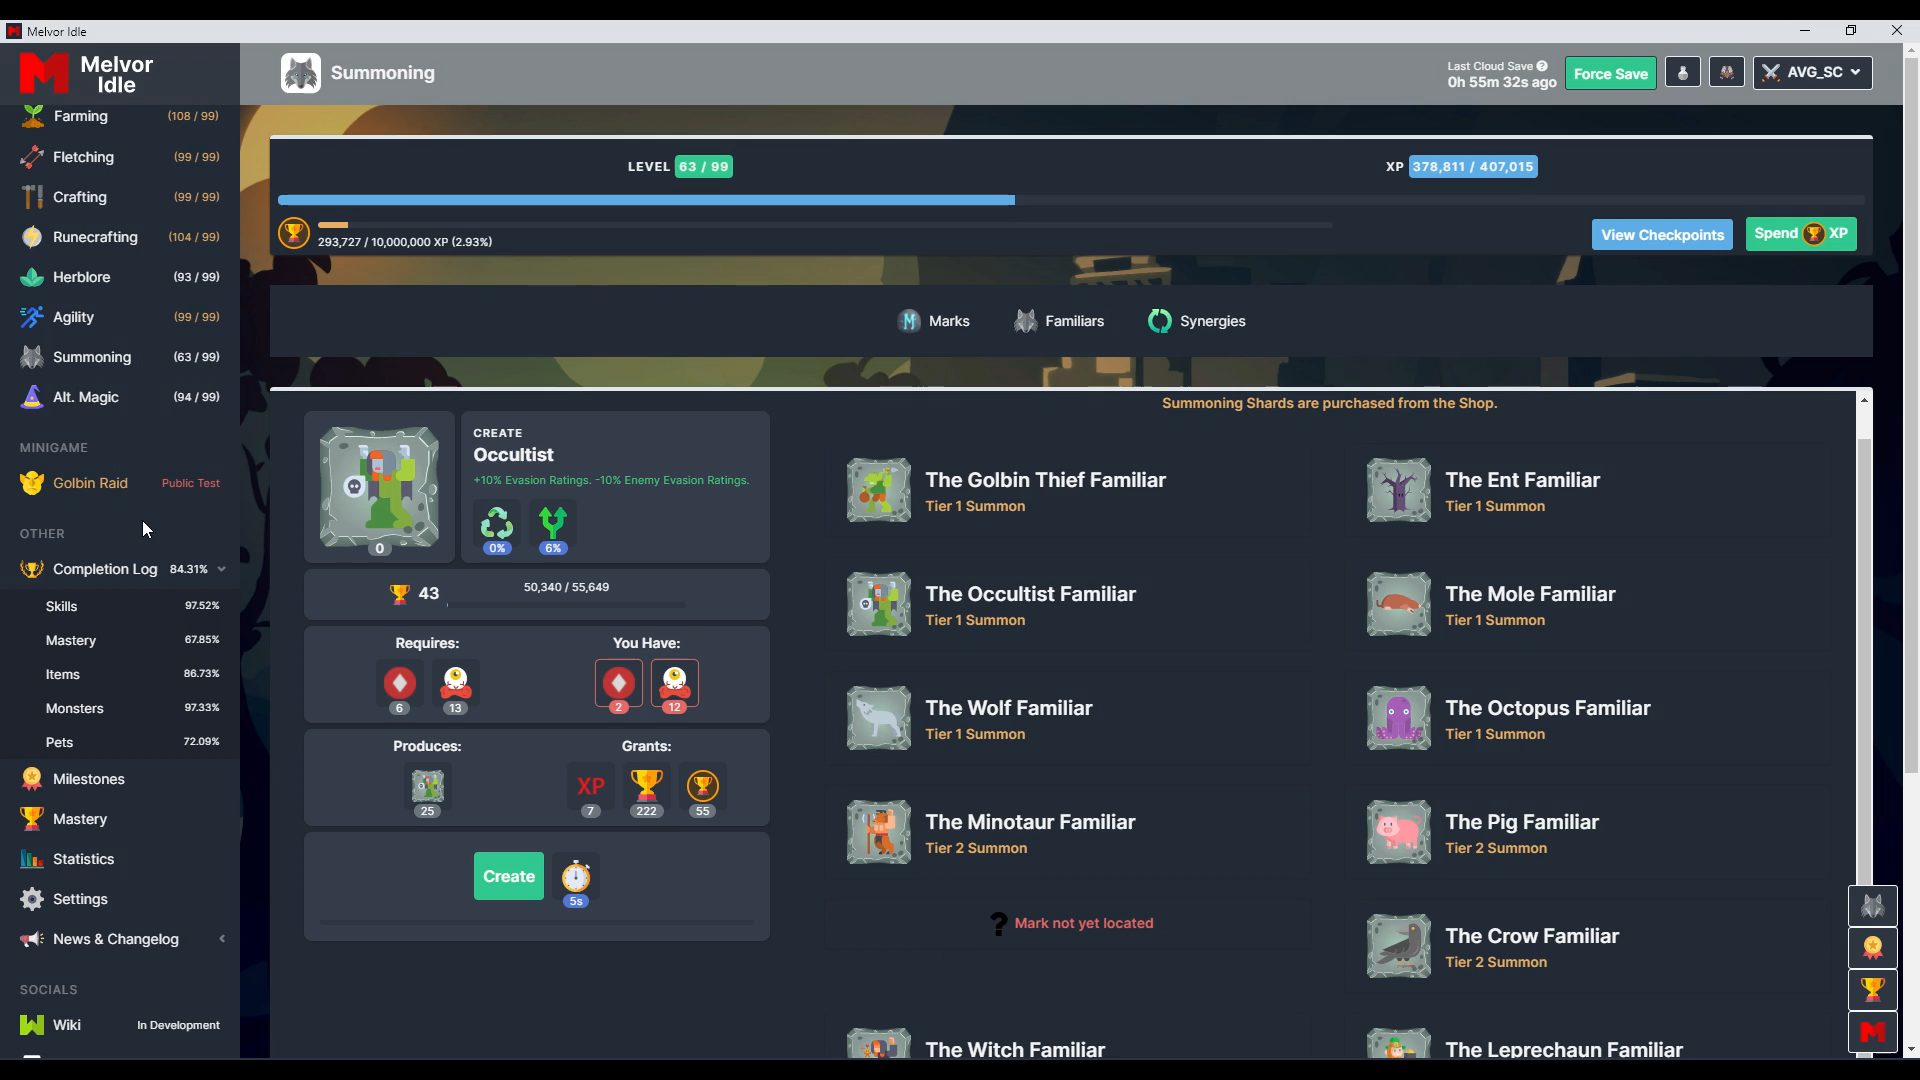 Melvor Idle
Melvor
Idle
Summoning
Last Cloud Save
0h 55m 32s ago
Force Save
AVG_SC
Farming (108 / 99)
Fletching (99 / 99)
Crafting (99 / 99)
Runecrafting (104 / 99)
Herblore (93 / 99)
Agility (99 / 99)
Summoning (63 / 99)
Alt. Magic (94 / 99)
MINIGAME
Golbin Raid Public Test
OTHER
Completion Log 84.31%
Skills 97.52%
Mastery 67.85%
Items 86.73%
Monsters 97.33%
Pets 72.09%
Milestones
Mastery
Statistics
Settings
News & Changelog
SOCIALS
Wiki In Development
LEVEL 63 / 99
XP 378,811 / 407,015
293,727 / 10,000,000 XP (2.93%)
View Checkpoints
Spend XP
Marks
Familiars
Synergies
CREATE
Occultist
+10% Evasion Ratings. -10% Enemy Evasion Ratings.
0
0%
6%
43
50,340 / 55,649
Requires:
6
13
You Have:
2
12
Produces:
25
Grants:
XP
7
222
55
Create
5s
Summoning Shards are purchased from the Shop.
The Golbin Thief Familiar
Tier 1 Summon
The Ent Familiar
Tier 1 Summon
The Occultist Familiar
Tier 1 Summon
The Mole Familiar
Tier 1 Summon
The Wolf Familiar
Tier 1 Summon
The Octopus Familiar
Tier 1 Summon
The Minotaur Familiar
Tier 2 Summon
The Pig Familiar
Tier 2 Summon
? Mark not yet located
The Crow Familiar
Tier 2 Summon
The Witch Familiar
The Leprechaun Familiar